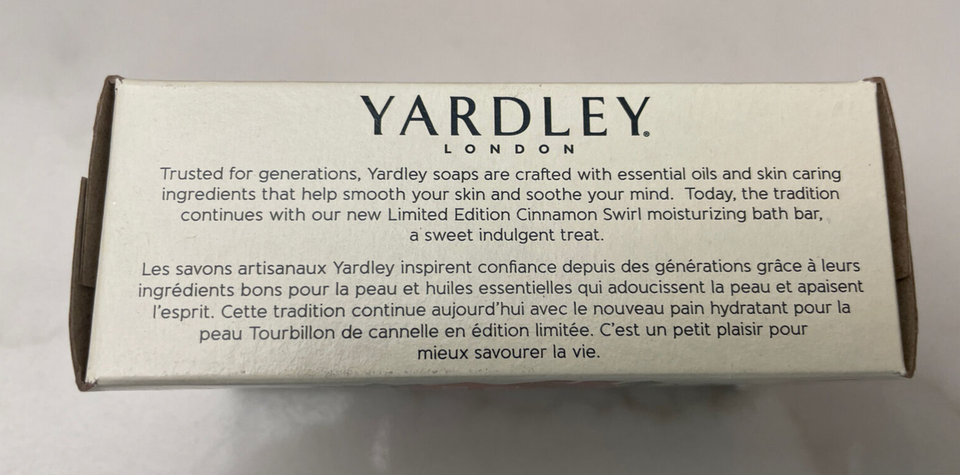 YARDLEY®
LONDON
Trusted for generations, Yardley soaps are crafted with essential oils and skin caring
ingredients that help smooth your skin and soothe your mind. Today, the tradition
continues with our new Limited Edition Cinnamon Swirl moisturizing bath bar,
a sweet indulgent treat.
Les savons artisanaux Yardley inspirent confiance depuis des générations grâce à leurs
ingrédients bons pour la peau et huiles essentielles qui adoucissent la peau et apaisent
l'esprit. Cette tradition continue aujourd'hui avec le nouveau pain hydratant pour la
peau Tourbillon de cannelle en édition limitée. C'est un petit plaisir pour
mieux savourer la vie.